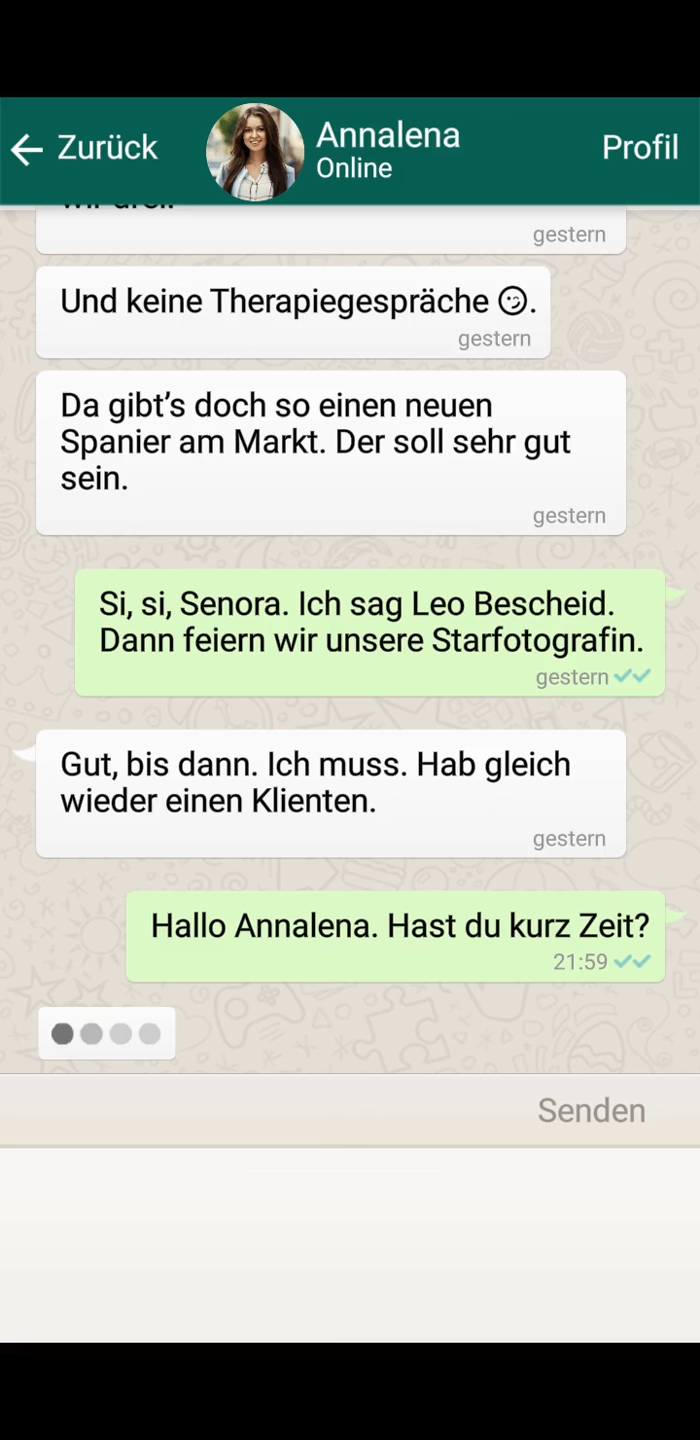 Zurück
Annalena
Online
Profil
gestern
Und keine Therapiegespräche 😏.
gestern
Da gibt’s doch so einen neuen
Spanier am Markt. Der soll sehr gut
sein.
gestern
Si, si, Senora. Ich sag Leo Bescheid.
Dann feiern wir unsere Starfotografin.
gestern
Gut, bis dann. Ich muss. Hab gleich
wieder einen Klienten.
gestern
Hallo Annalena. Hast du kurz Zeit?
21:59
Senden